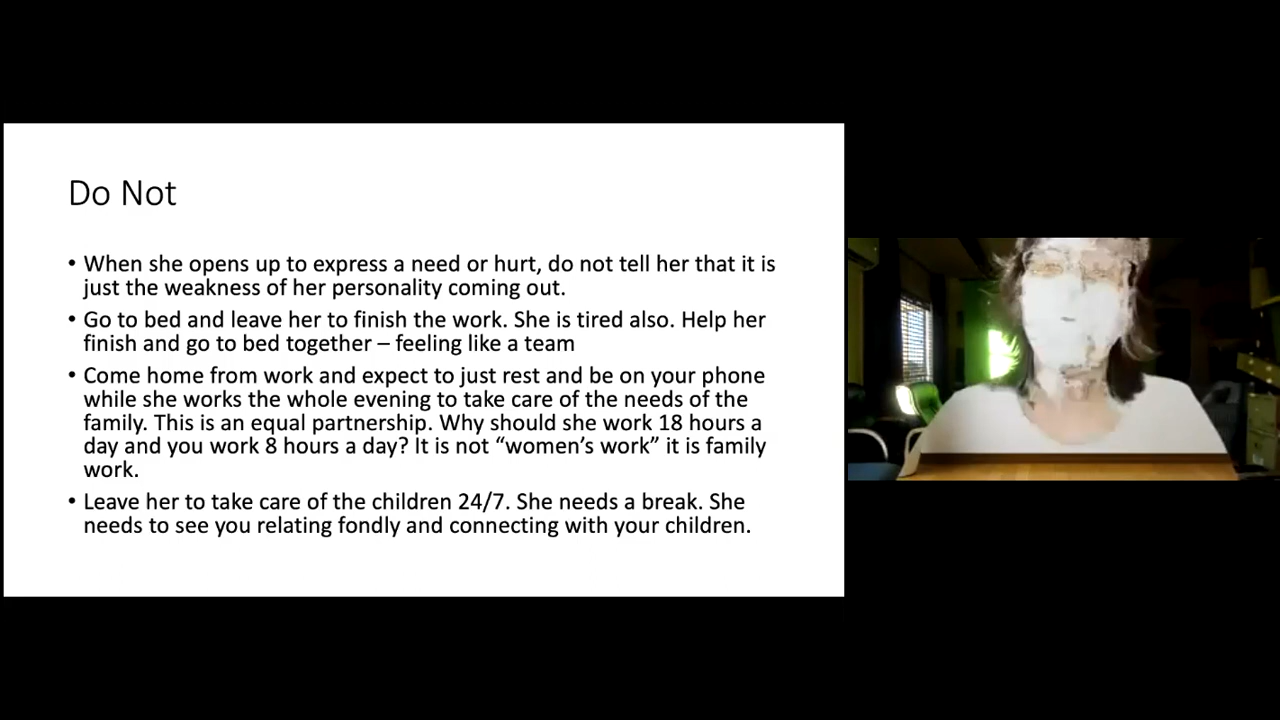 Do Not
• When she opens up to express a need or hurt, do not tell her that it is
just the weakness of her personality coming out.
• Go to bed and leave her to finish the work. She is tired also. Help her
finish and go to bed together – feeling like a team
• Come home from work and expect to just rest and be on your phone
while she works the whole evening to take care of the needs of the
family. This is an equal partnership. Why should she work 18 hours a
day and you work 8 hours a day? It is not “women’s work” it is family
work.
• Leave her to take care of the children 24/7. She needs a break. She
needs to see you relating fondly and connecting with your children.